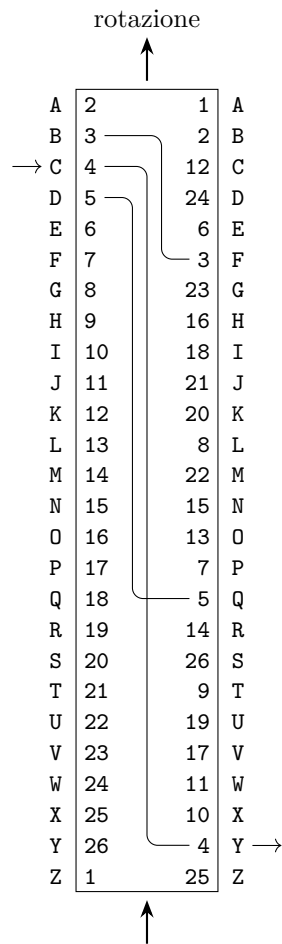 rotazione
A 2 1 A
B 3 2 B
C 4 12 C
D 5 24 D
E 6 6 E
F 7 3 F
G 8 23 G
H 9 16 H
I 10 18 I
J 11 21 J
K 12 20 K
L 13 8 L
M 14 22 M
N 15 15 N
O 16 13 O
P 17 7 P
Q 18 5 Q
R 19 14 R
S 20 26 S
T 21 9 T
U 22 19 U
V 23 17 V
W 24 11 W
X 25 10 X
Y 26 4 Y
Z 1 25 Z